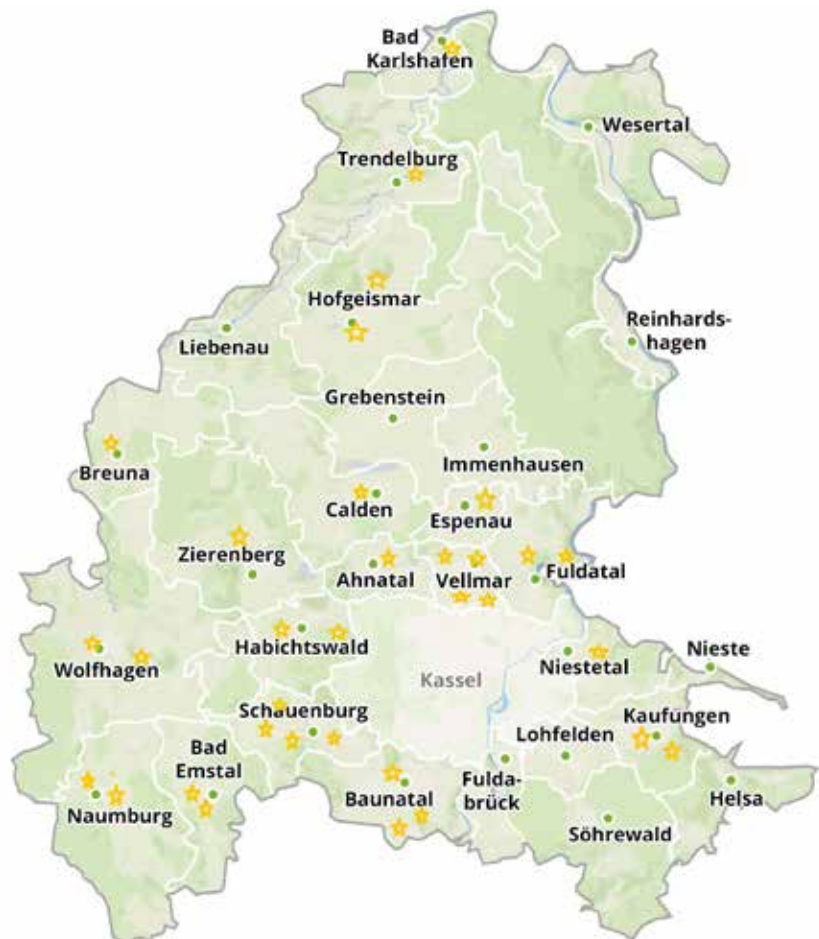 Bad
Karlshafen
Wesertal
Trendelburg
Hofgeismar
Liebenau
Reinhards-
hagen
Grebenstein
Immenhausen
Breuna
Calden
Espenau
Zierenberg
Ahnatal
Vellmar
Fuldatal
Habichtswald
Wolfhagen
Kassel
Niestetal
Nieste
Schauenburg
Kaufungen
Lohfelden
Bad
Emstal
Naumburg
Baunatal
Fulda-
brück
Helsa
Söhrewald